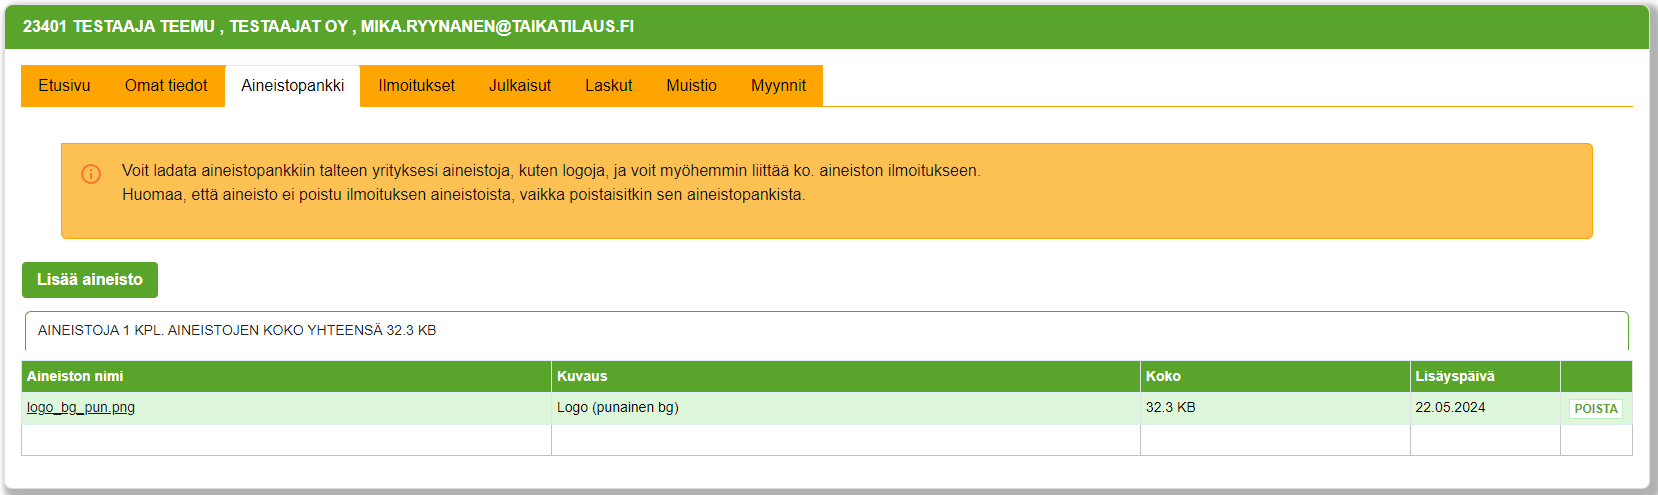 23401 TESTAAJA TEEMU , TESTAAJAT OY , MIKA.RYYNANEN@TAIKATILAUS.FI
Etusivu Omat tiedot Aineistopankki Ilmoitukset Julkaisut Laskut Muistio Myynnit
Voit ladata aineistopankkiin talteen yrityksesi aineistoja, kuten logoja, ja voit myöhemmin liittää ko. aineiston ilmoitukseen.
Huomaa, että aineisto ei poistu ilmoituksen aineistoista, vaikka poistaisitkin sen aineistopankista.
Lisää aineisto
AINEISTOJA 1 KPL. AINEISTOJEN KOKO YHTEENSÄ 32.3 KB
Aineiston nimi Kuvaus Koko Lisäyspäivä
logo_bg_pun.png Logo (punainen bg) 32.3 KB 22.05.2024 POISTA